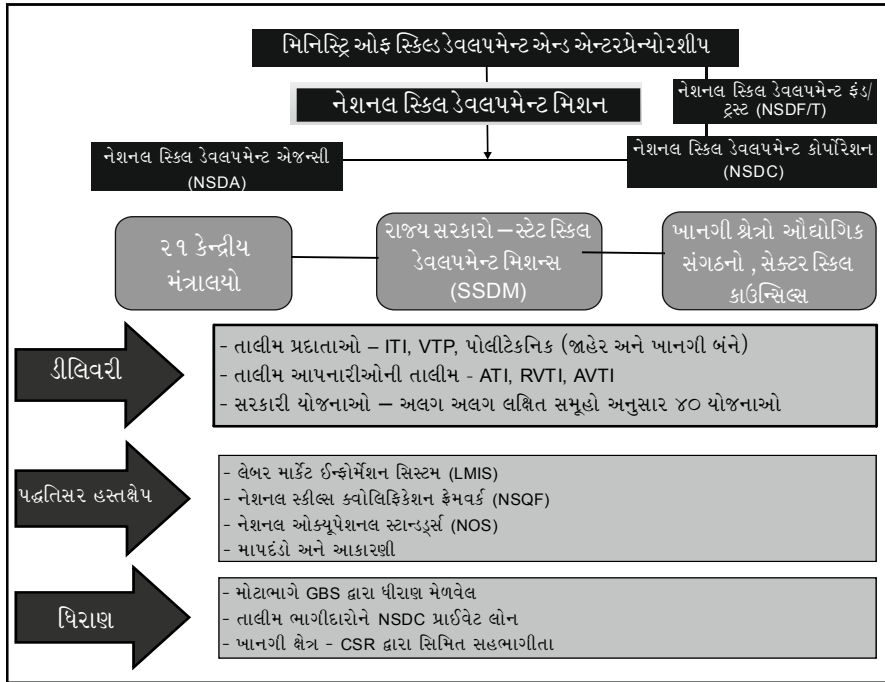 મિનિસ્ટ્રિ ઓફ સ્કિલ્ડ ડેવલપમેન્ટ એન્ડ એન્ટરપ્રેન્યોરશીપ
નેશનલ સ્કિલ ડેવલપમેન્ટ મિશન
નેશનલ સ્કિલ ડેવલપમેન્ટ ફંડ/
ટ્રસ્ટ (NSDF/T)
નેશનલ સ્કિલ ડેવલપમેન્ટ એજન્સી
(NSDA)
નેશનલ સ્કિલ ડેવલપમેન્ટ કોર્પોરેશન
(NSDC)
૨૧ કેન્દ્રીય
મંત્રાલયો
રાજ્ય સરકારો – સ્ટેટ સ્કિલ
ડેવલપમેન્ટ મિશન્સ
(SSDM)
ખાનગી શ્રેત્રો ઔદ્યોગિક
સંગઠનો , સેક્ટર સ્કિલ
કાઉન્સિલ્સ
ડીલિવરી
- તાલીમ પ્રદાતાઓ – ITI, VTP, પોલીટેકનિક (જાહેર અને ખાનગી બંને)
- તાલીમ આપનારીઓની તાલીમ - ATI, RVTI, AVTI
- સરકારી યોજનાઓ – અલગ અલગ લક્ષિત સમૂહો અનુસાર ૪૦ યોજનાઓ
પદ્ધતિસર હસ્તક્ષેપ
- લેબર માર્કેટ ઈન્ફોર્મેશન સિસ્ટમ (LMIS)
- નેશનલ સ્કીલ્સ ક્વોલિફિકેશન ફ્રેમવર્ક (NSQF)
- નેશનલ ઓક્યૂપેશનલ સ્ટાન્ડર્ડ્સ (NOS)
- માપદંડો અને આકારણી
ધિરાણ
- મોટાભાગે GBS દ્વારા ધીરાણ મેળવેલ
- તાલીમ ભાગીદારોને NSDC પ્રાઈવેટ લોન
- ખાનગી ક્ષેત્ર - CSR દ્વારા સિમિત સહભાગીતા